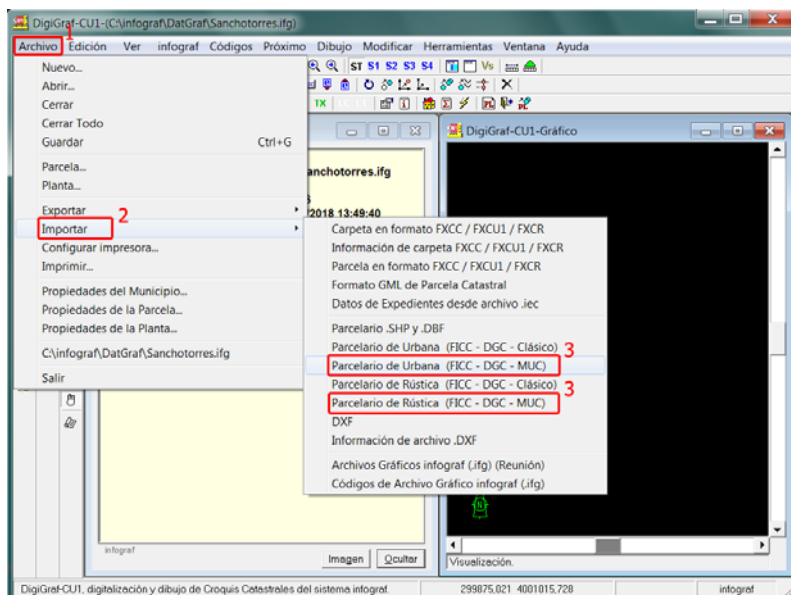 DigiGraf-CU1-(C:\infograf\DatGraf\Sanchotorres.ifg)
1
Archivo Edición Ver infograf Códigos Próximo Dibujo Modificar Herramientas Ventana Ayuda
ST S1 S2 S3 S4 Vs
TX
Nuevo...
Abrir...
Cerrar
Cerrar Todo
Guardar Ctrl+G
Parcela...
Planta...
Exportar
2
Importar
Configurar impresora...
Imprimir...
Propiedades del Municipio...
Propiedades de la Parcela...
Propiedades de la Planta...
C:\infograf\DatGraf\Sanchotorres.ifg
Salir
anchotorres.ifg
2018 13:49:40
DigiGraf-CU1-Gráfico
Carpeta en formato FXCC / FXCU1 / FXCR
Información de carpeta FXCC / FXCU1 / FXCR
Parcela en formato FXCC / FXCU1 / FXCR
Formato GML de Parcela Catastral
Datos de Expedientes desde archivo .iec
Parcelario .SHP y .DBF
Parcelario de Urbana (FICC - DGC - Clásico) 3
Parcelario de Urbana (FICC - DGC - MUC)
Parcelario de Rústica (FICC - DGC - Clásico) 3
Parcelario de Rústica (FICC - DGC - MUC)
DXF
Información de archivo .DXF
Archivos Gráficos infograf (.ifg) (Reunión)
Códigos de Archivo Gráfico infograf (.ifg)
N
infograf
Imagen Ocultar
Visualización.
DigiGraf-CU1, digitalización y dibujo de Croquis Catastrales del sistema infograf. 299875,021 4001015,728 infograf